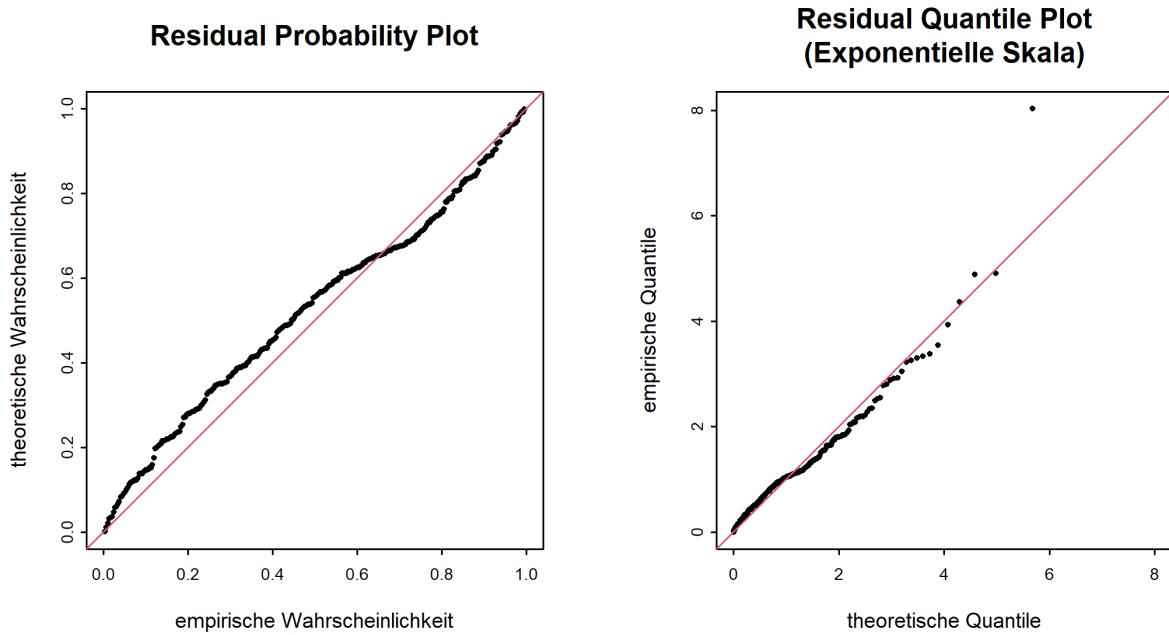 Residual Probability Plot
theoretische Wahrscheinlichkeit
0.0 0.2 0.4 0.6 0.8 1.0
0.0 0.2 0.4 0.6 0.8 1.0
empirische Wahrscheinlichkeit
Residual Quantile Plot
(Exponentielle Skala)
empirische Quantile
0 2 4 6 8
0 2 4 6 8
theoretische Quantile